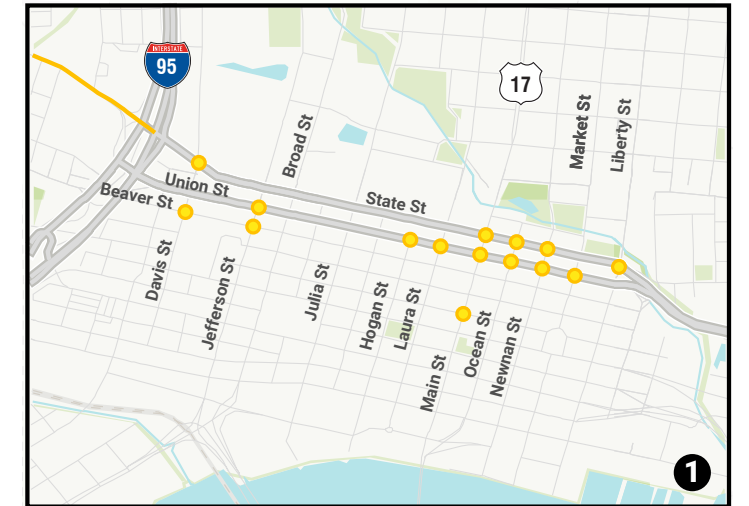 INTERSTATE
95
17
Broad St
Market St
Liberty St
Union St
Beaver St
State St
Davis St
Jefferson St
Julia St
Hogan St
Laura St
Main St
Ocean St
Newnan St
1